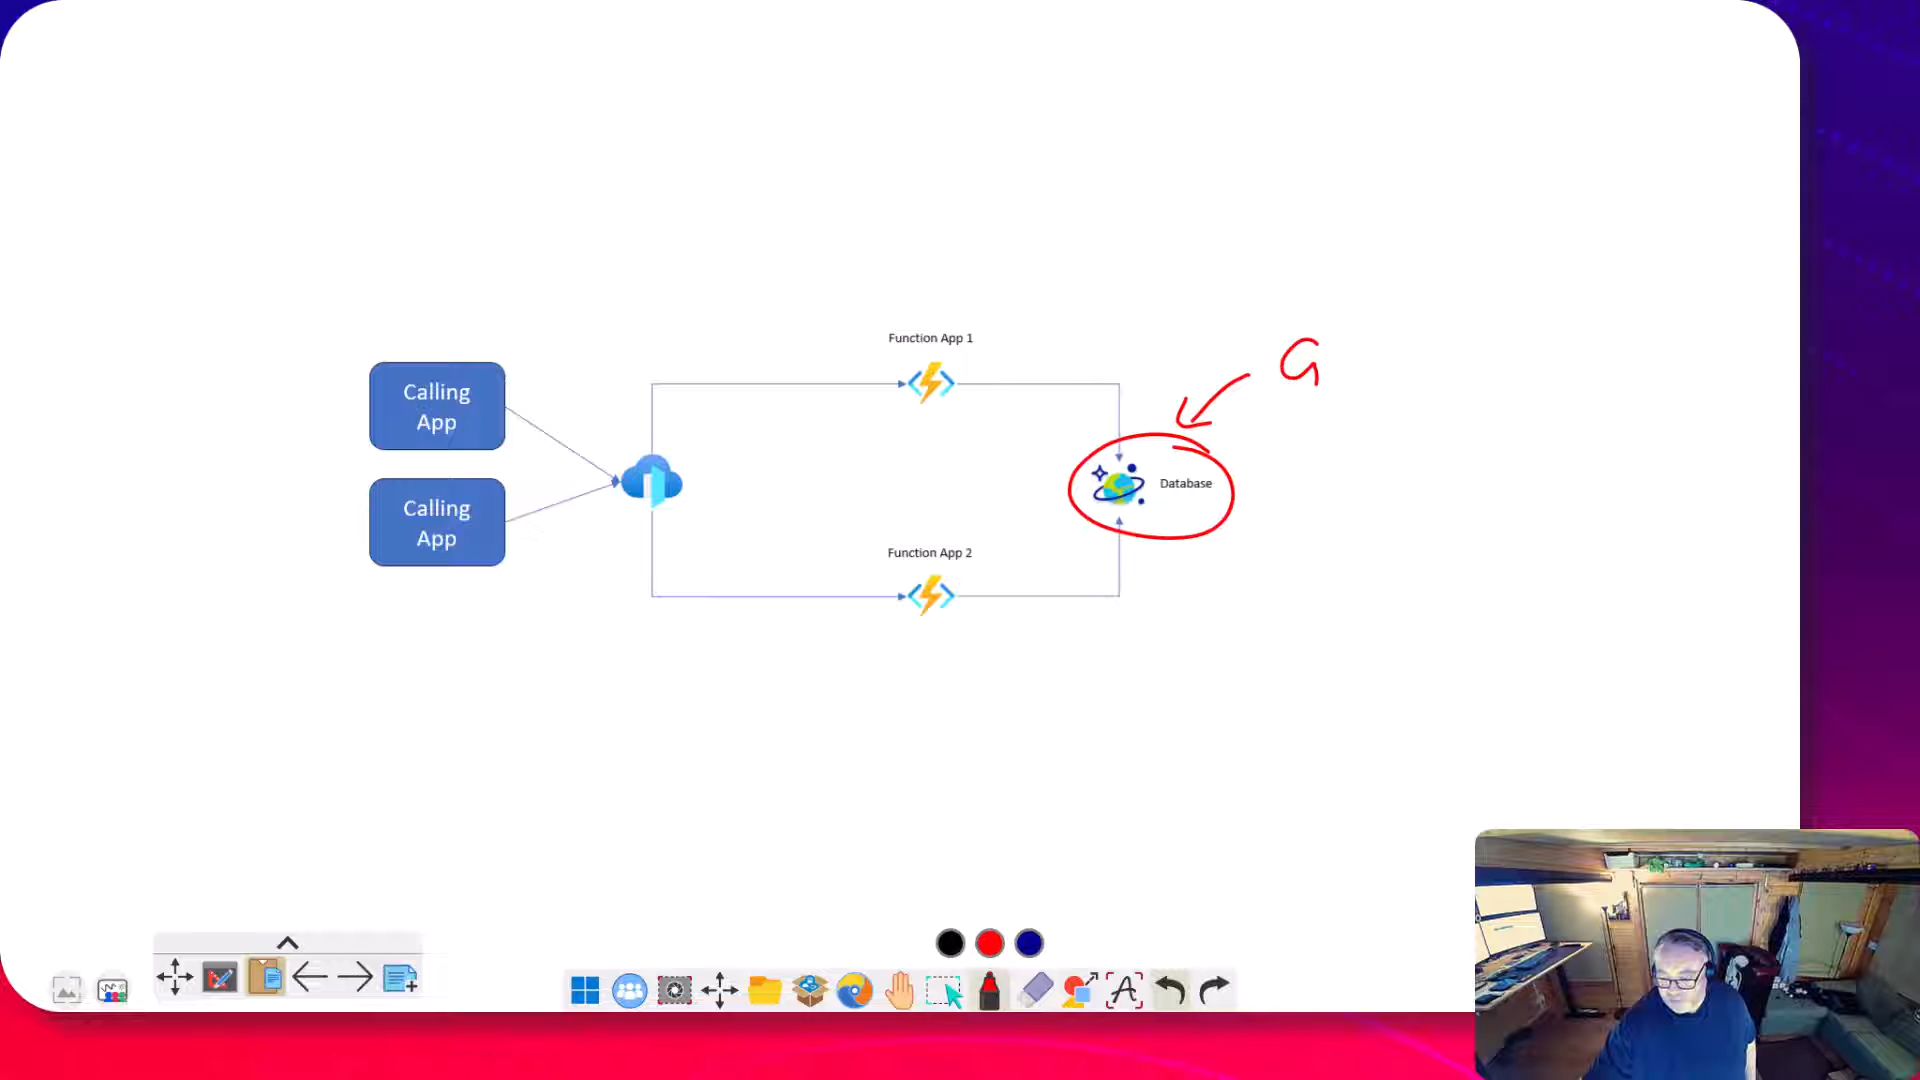 Function App 1
Calling
App
G
Database
Calling
App
Function App 2